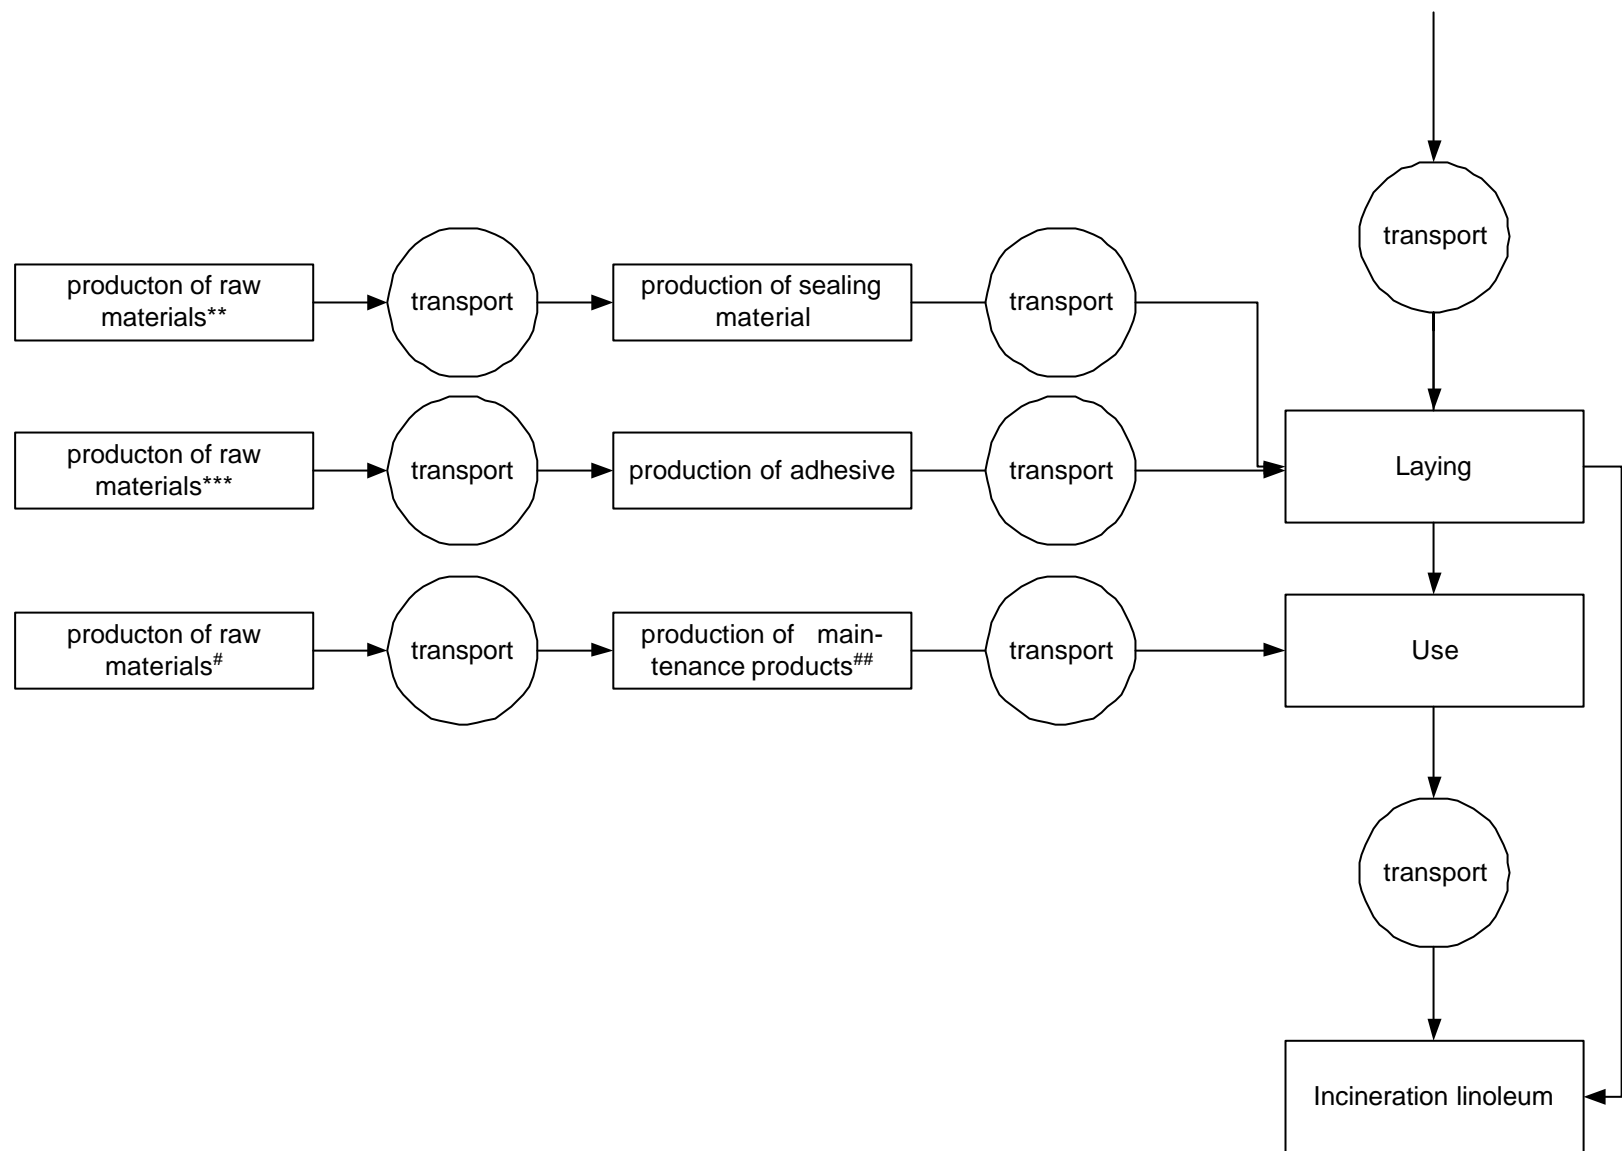 transport
producton of raw
materials**
transport
production of sealing
material
transport
producton of raw
materials***
transport
production of adhesive
transport
Laying
producton of raw
materials#
transport
production of main-
tenance products##
transport
Use
transport
Incineration linoleum